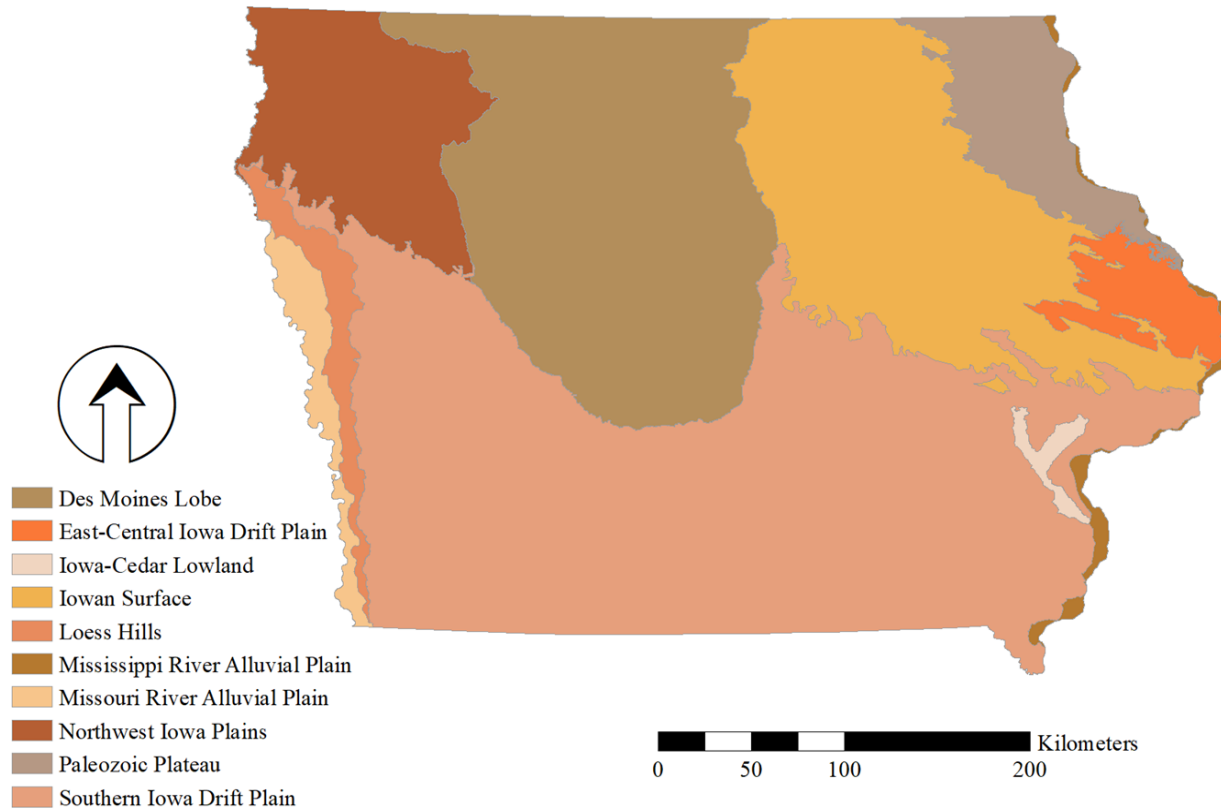 Des Moines Lobe
East-Central Iowa Drift Plain
Iowa-Cedar Lowland
Iowan Surface
Loess Hills
Mississippi River Alluvial Plain
Missouri River Alluvial Plain
Northwest Iowa Plains
Paleozoic Plateau
Southern Iowa Drift Plain
Kilometers
0 50 100 200